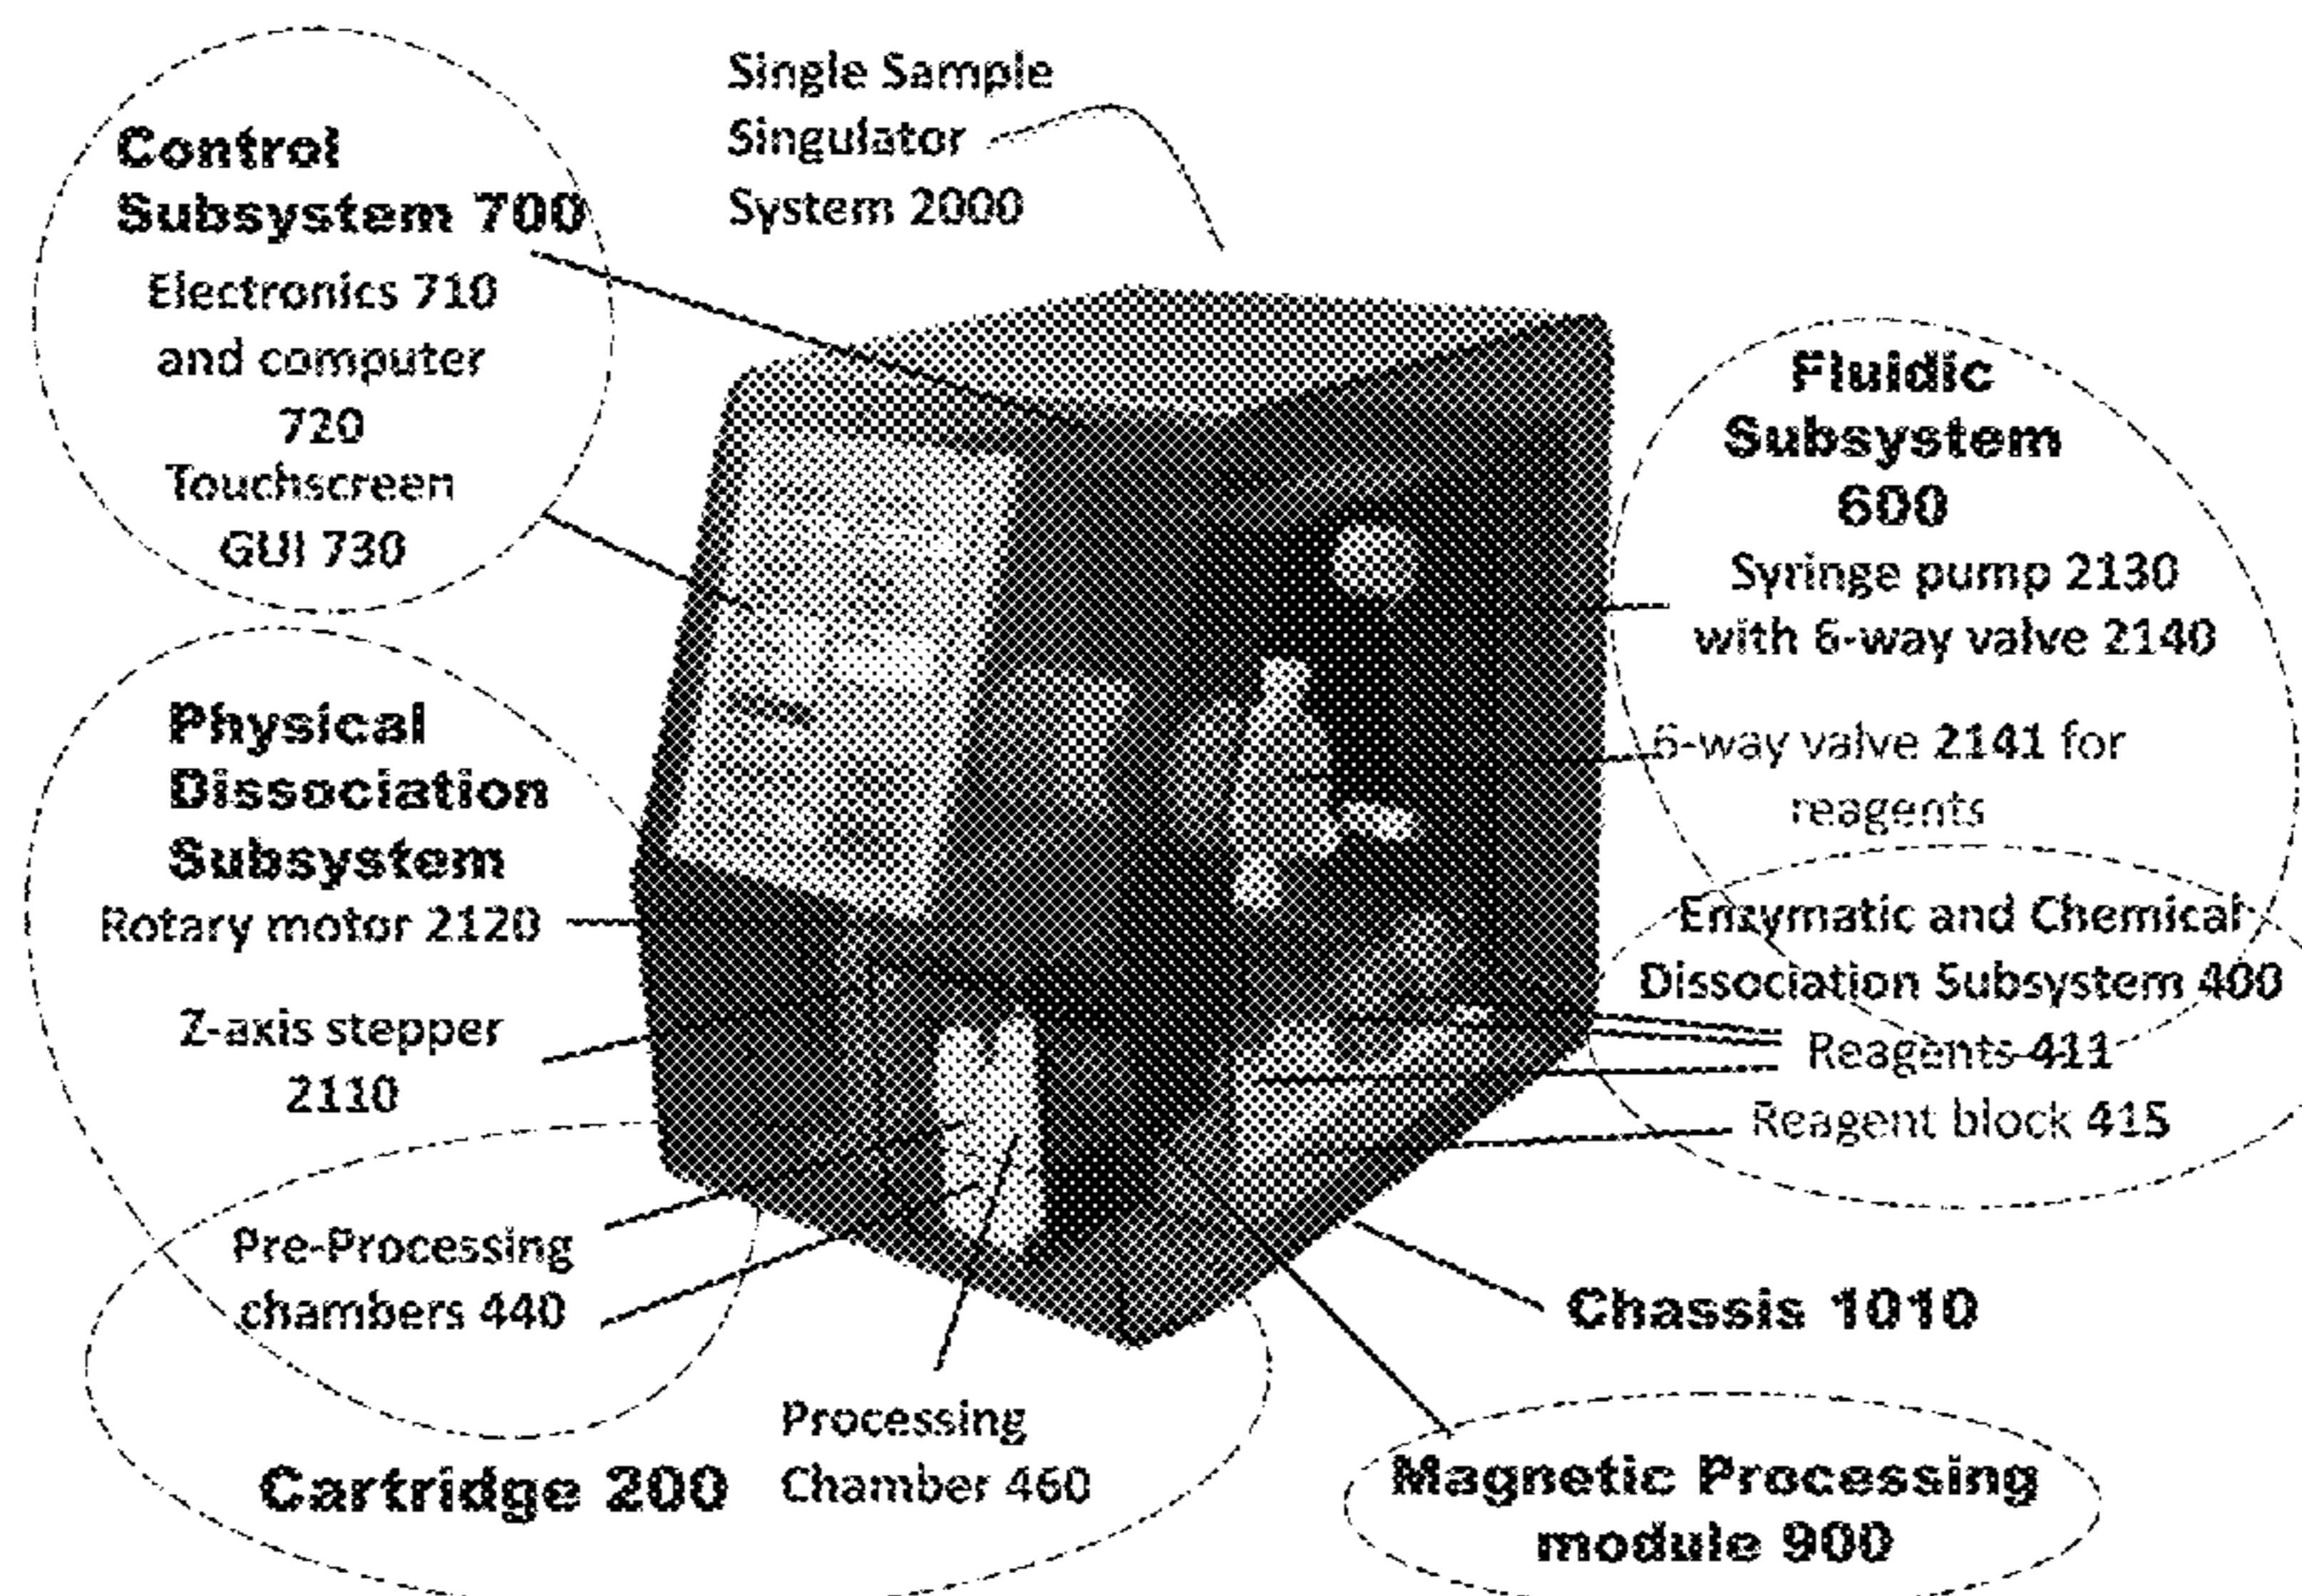 Single Sample
Singulator
System 2000
Control
Subsystem 700
Electronics 710
and computer
720
Touchscreen
GUI 730
Fluidic
Subsystem
600
Syringe pump 2130
with 6-way valve 2140
6-way valve 2141 for
reagents
Physical
Dissociation
Subsystem
Rotary motor 2120
Z-axis stepper
2110
Enzymatic and Chemical
Dissociation Subsystem 400
Reagents 411
Reagent block 415
Pre-Processing
chambers 440
Processing
Chamber 460
Cartridge 200
Chassis 1010
Magnetic Processing
module 900